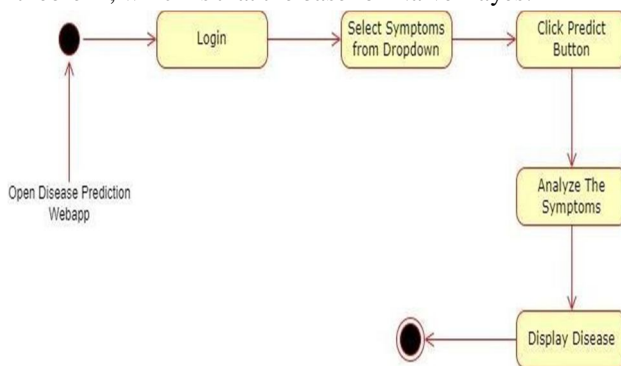 Login
Select Symptoms
from Dropdown
Click Predict
Button
Open Disease Prediction
Webapp
Analyze The
Symptoms
Display Disease